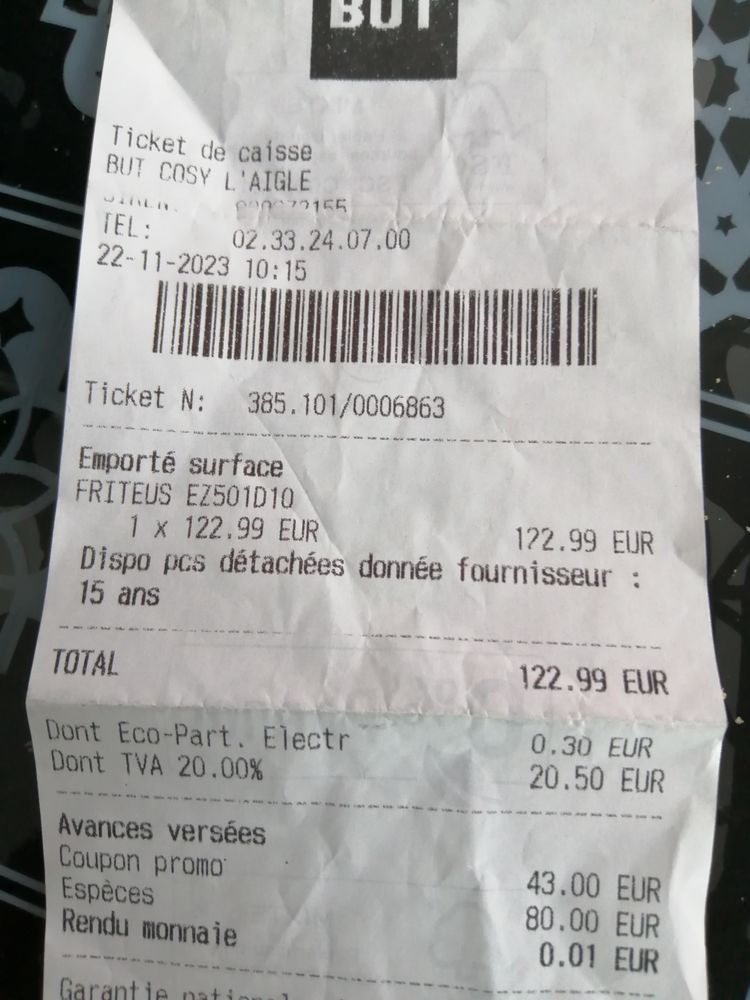 BUT
Ticket de caisse
BUT COSY L'AIGLE
TEL: 02.33.24.07.00
22-11-2023 10:15
Ticket N: 385.101/0006863
Emporté surface
FRITEUS EZ501D10
1 x 122.99 EUR 122.99 EUR
Dispo pcs détachées donnée fournisseur :
15 ans
TOTAL 122.99 EUR
Dont Eco-Part. Electr 0.30 EUR
Dont TVA 20.00% 20.50 EUR
Avances versées
Coupon promo 43.00 EUR
Espèces 80.00 EUR
Rendu monnaie 0.01 EUR
Garantie